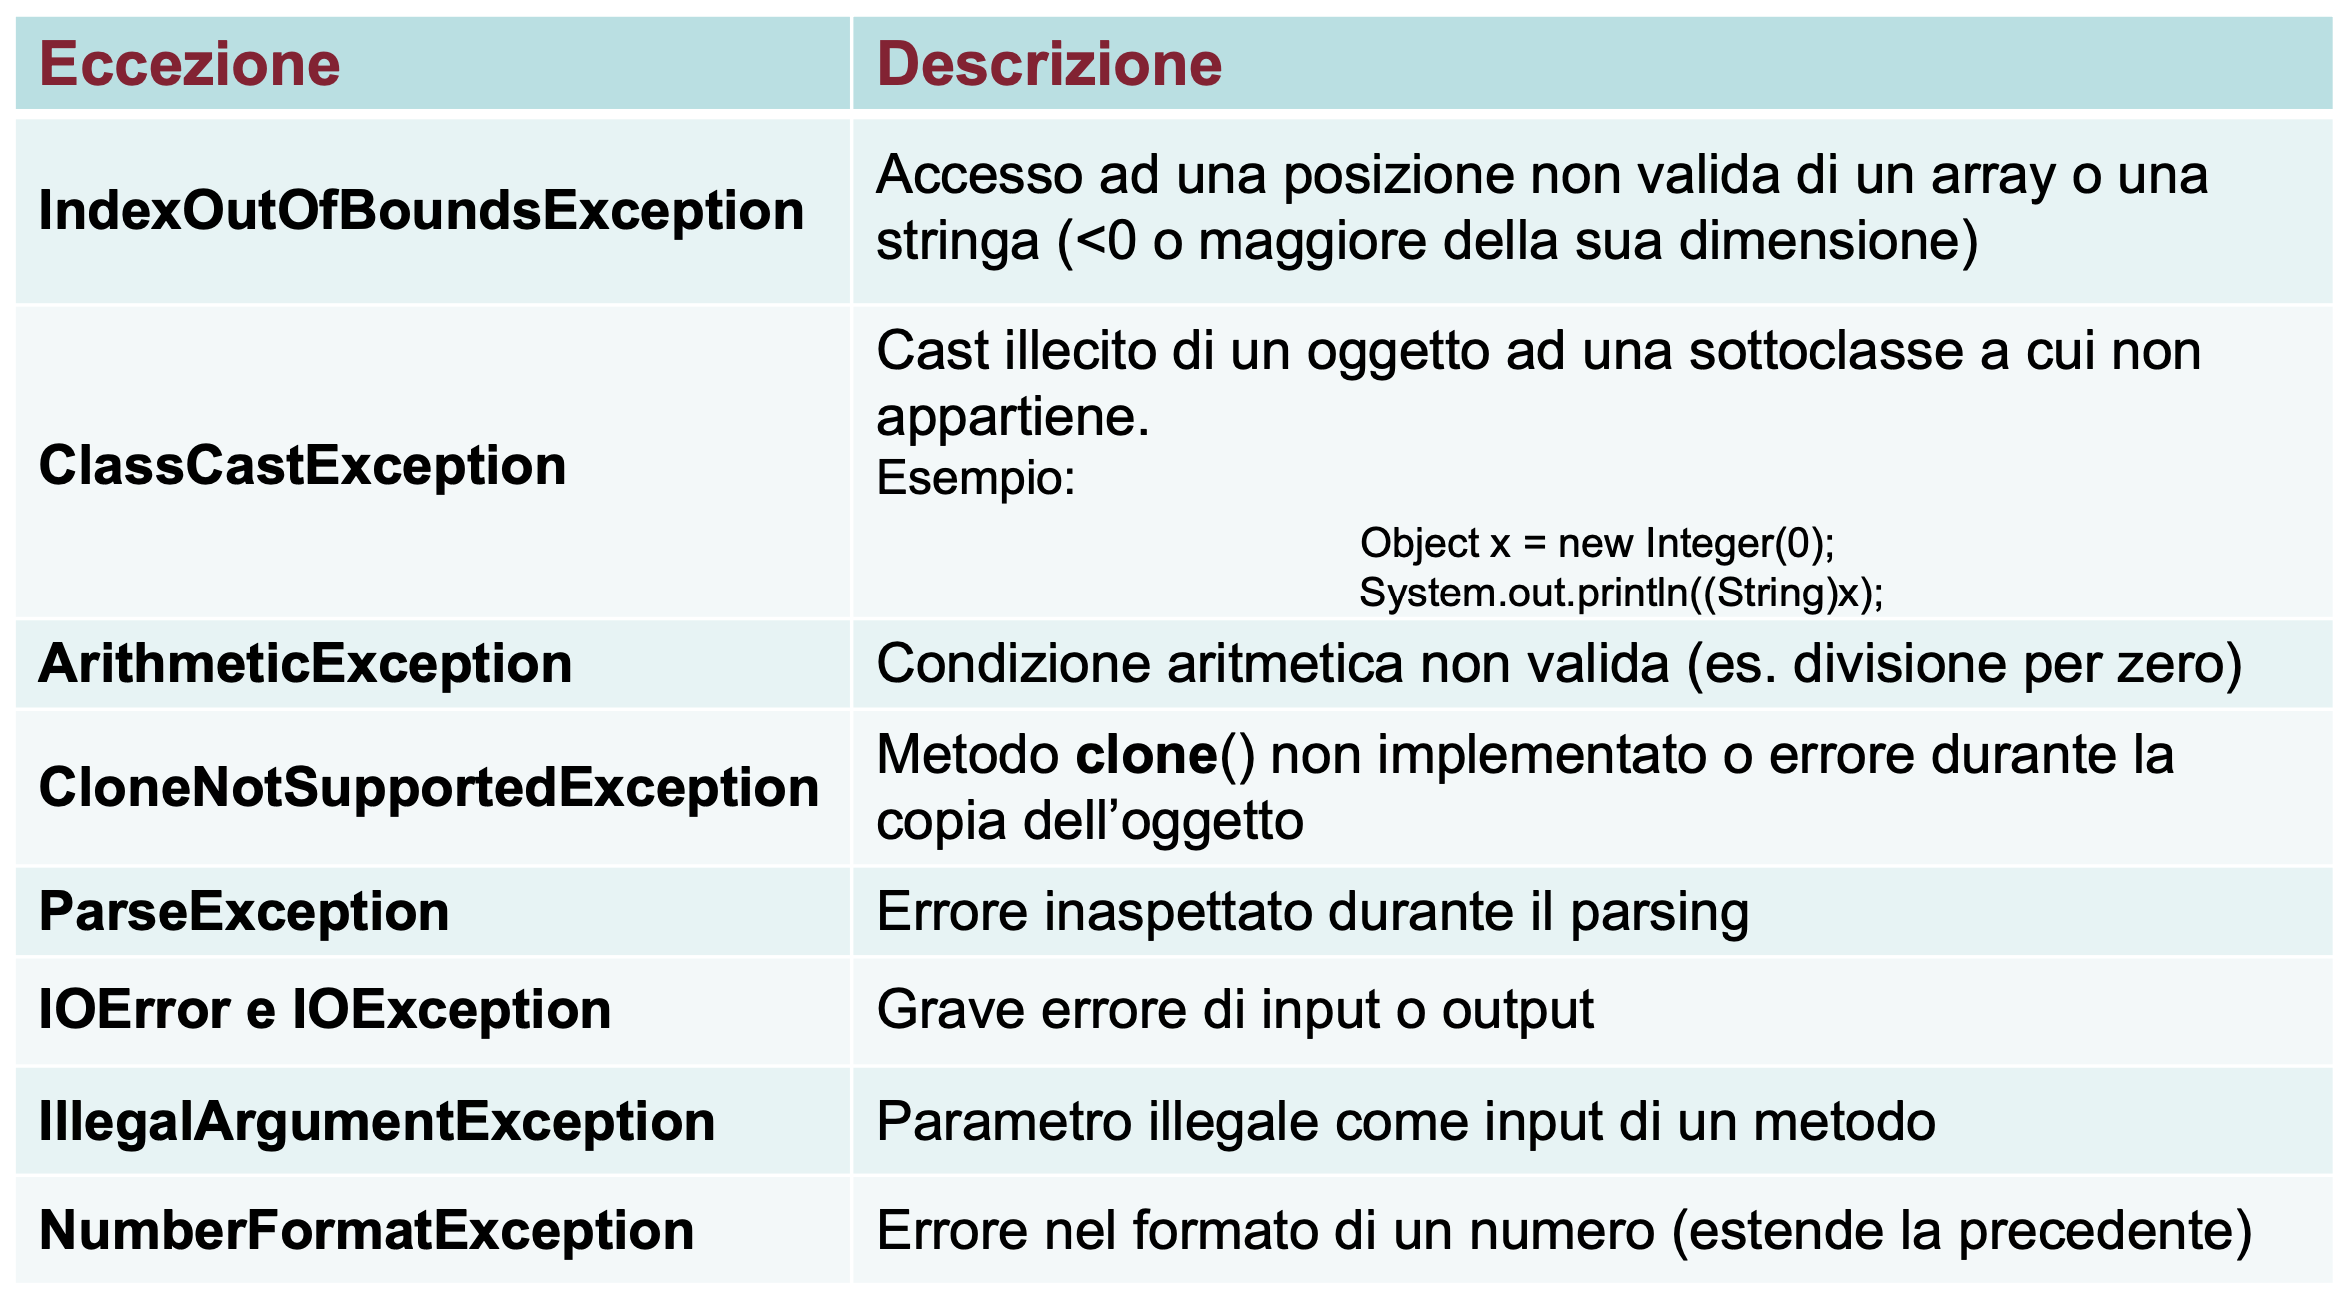 Eccezione
Descrizione
IndexOutOfBoundsException
Accesso ad una posizione non valida di un array o una
stringa (<0 o maggiore della sua dimensione)
ClassCastException
Cast illecito di un oggetto ad una sottoclasse a cui non
appartiene.
Esempio:
Object x = new Integer(0);
System.out.println((String)x);
ArithmeticException
Condizione aritmetica non valida (es. divisione per zero)
CloneNotSupportedException
Metodo clone() non implementato o errore durante la
copia dell’oggetto
ParseException
Errore inaspettato durante il parsing
IOError e IOException
Grave errore di input o output
IllegalArgumentException
Parametro illegale come input di un metodo
NumberFormatException
Errore nel formato di un numero (estende la precedente)